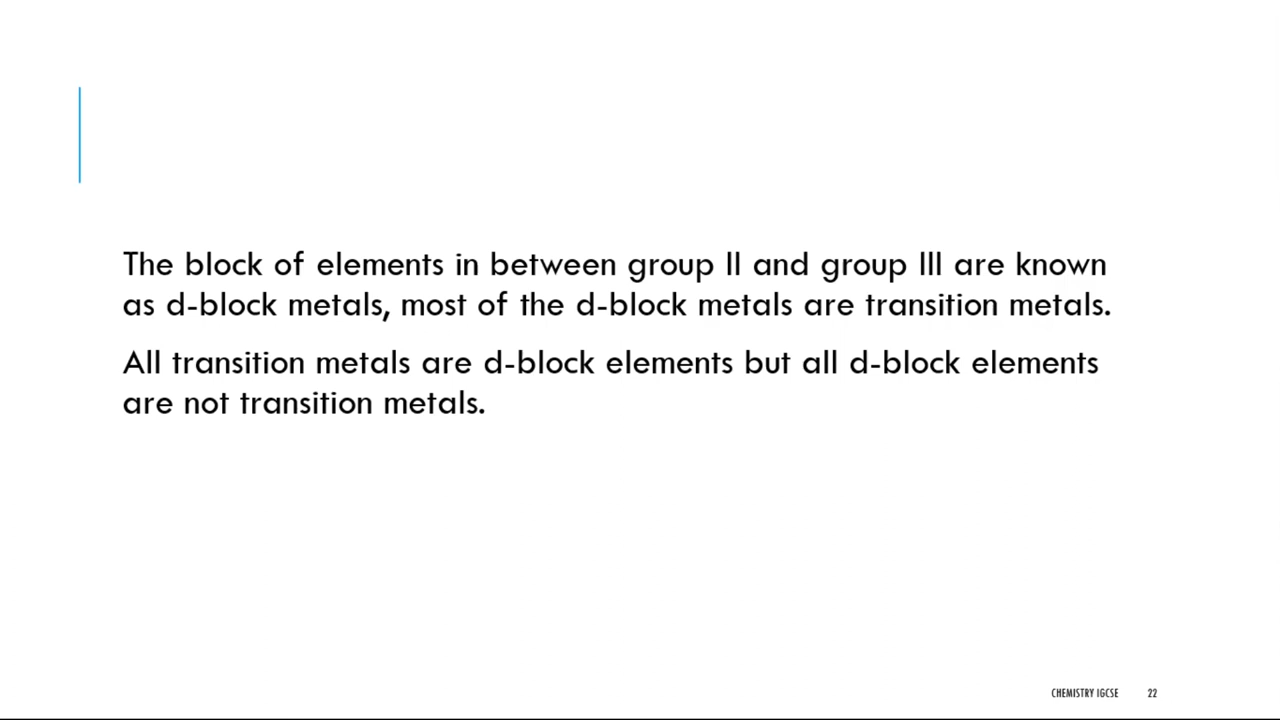 The block of elements in between group II and group III are known
as d-block metals, most of the d-block metals are transition metals.
All transition metals are d-block elements but all d-block elements
are not transition metals.
CHEMISTRY IGCSE 22